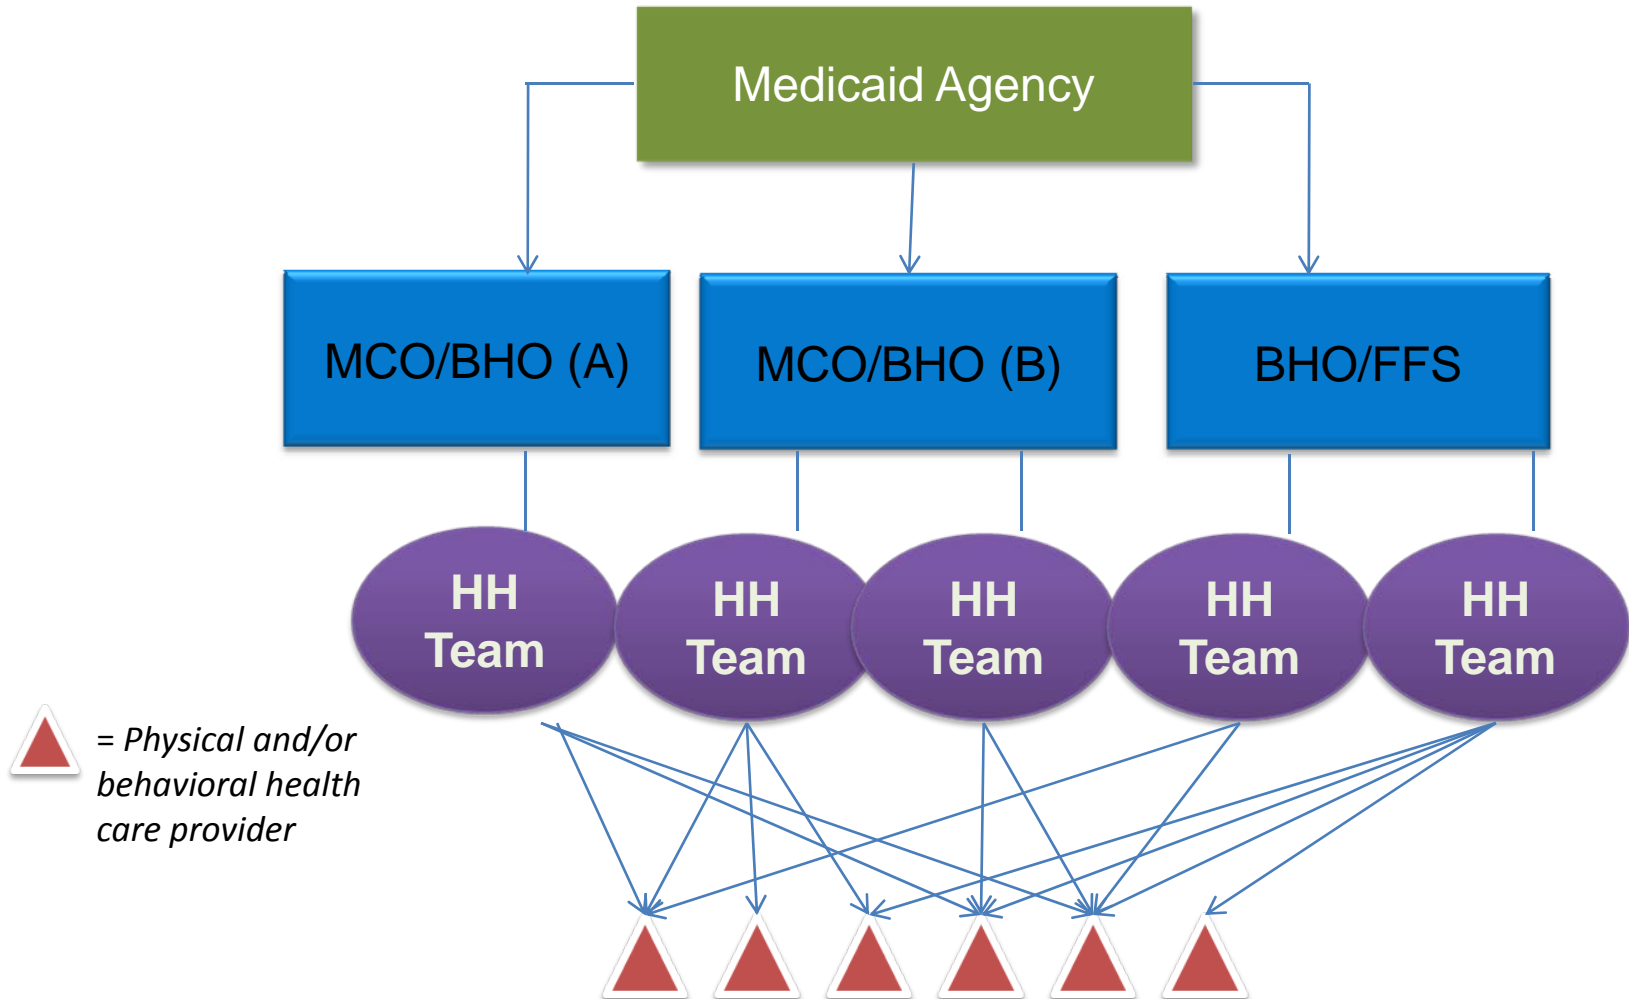 Medicaid Agency
MCO/BHO (A)
MCO/BHO (B)
BHO/FFS
HH
Team
HH
Team
HH
Team
HH
Team
HH
Team
= Physical and/or
behavioral health
care provider